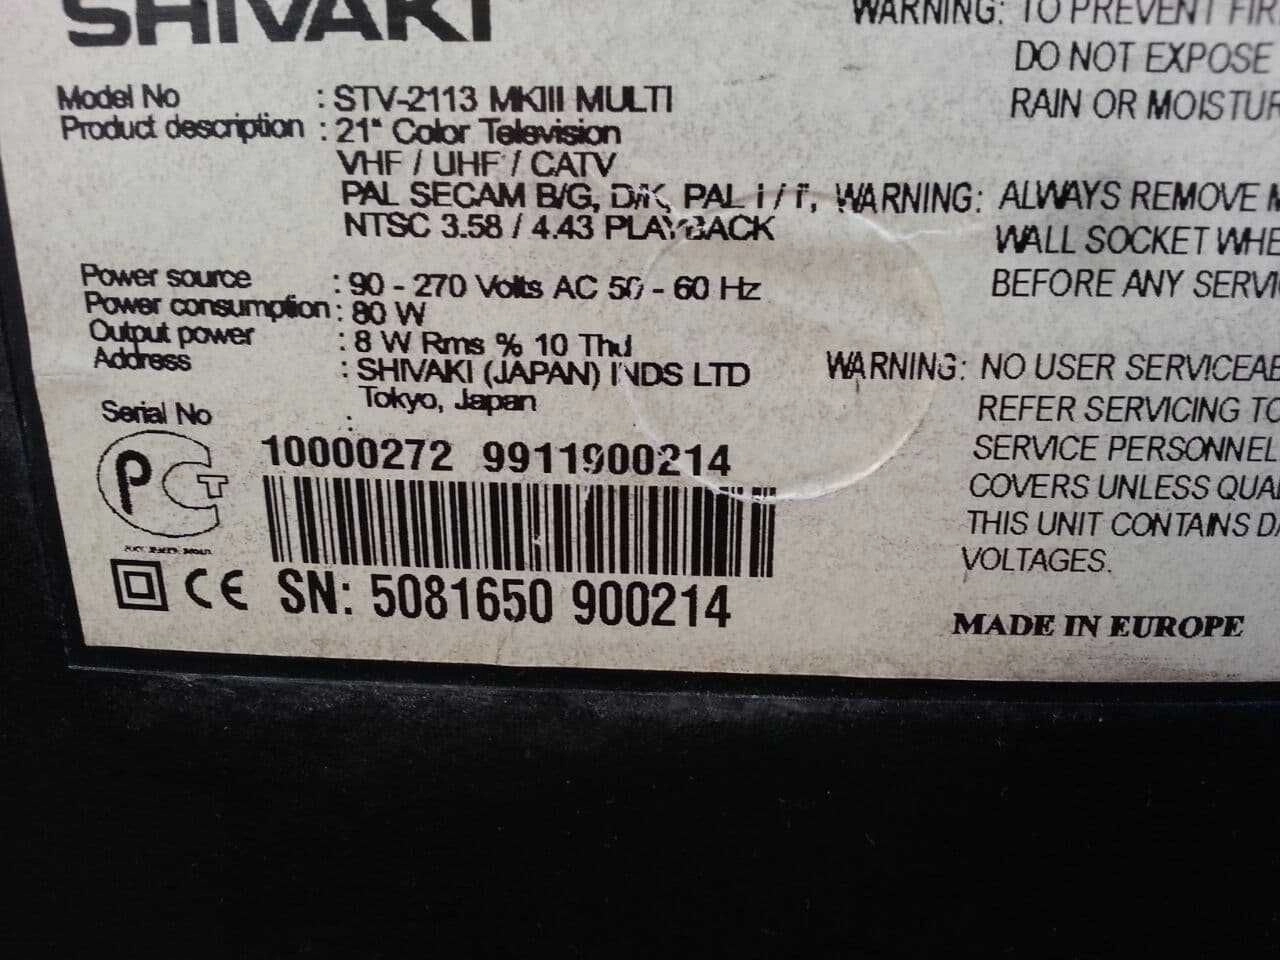 SHIVAKI
Model No : STV-2113 MKIII MULTI
Product description : 21" Color Television
VHF / UHF / CATV
PAL SECAM B/G, D/K, PAL I / I',
NTSC 3.58 / 4.43 PLAYBACK
Power source : 90 - 270 Volts AC 50 - 60 Hz
Power consumption : 80 W
Output power : 8 W Rms % 10 Thd
Address : SHIVAKI (JAPAN) INDS LTD
Tokyo, Japan
Serial No :
10000272 9911900214
PCT
CE SN: 5081650 900214
WARNING: TO PREVENT FIR
DO NOT EXPOSE
RAIN OR MOISTUR
WARNING: ALWAYS REMOVE M
WALL SOCKET WHE
BEFORE ANY SERVI
WARNING: NO USER SERVICEAB
REFER SERVICING TO
SERVICE PERSONNEL
COVERS UNLESS QUA
THIS UNIT CONTAINS DA
VOLTAGES.
MADE IN EUROPE